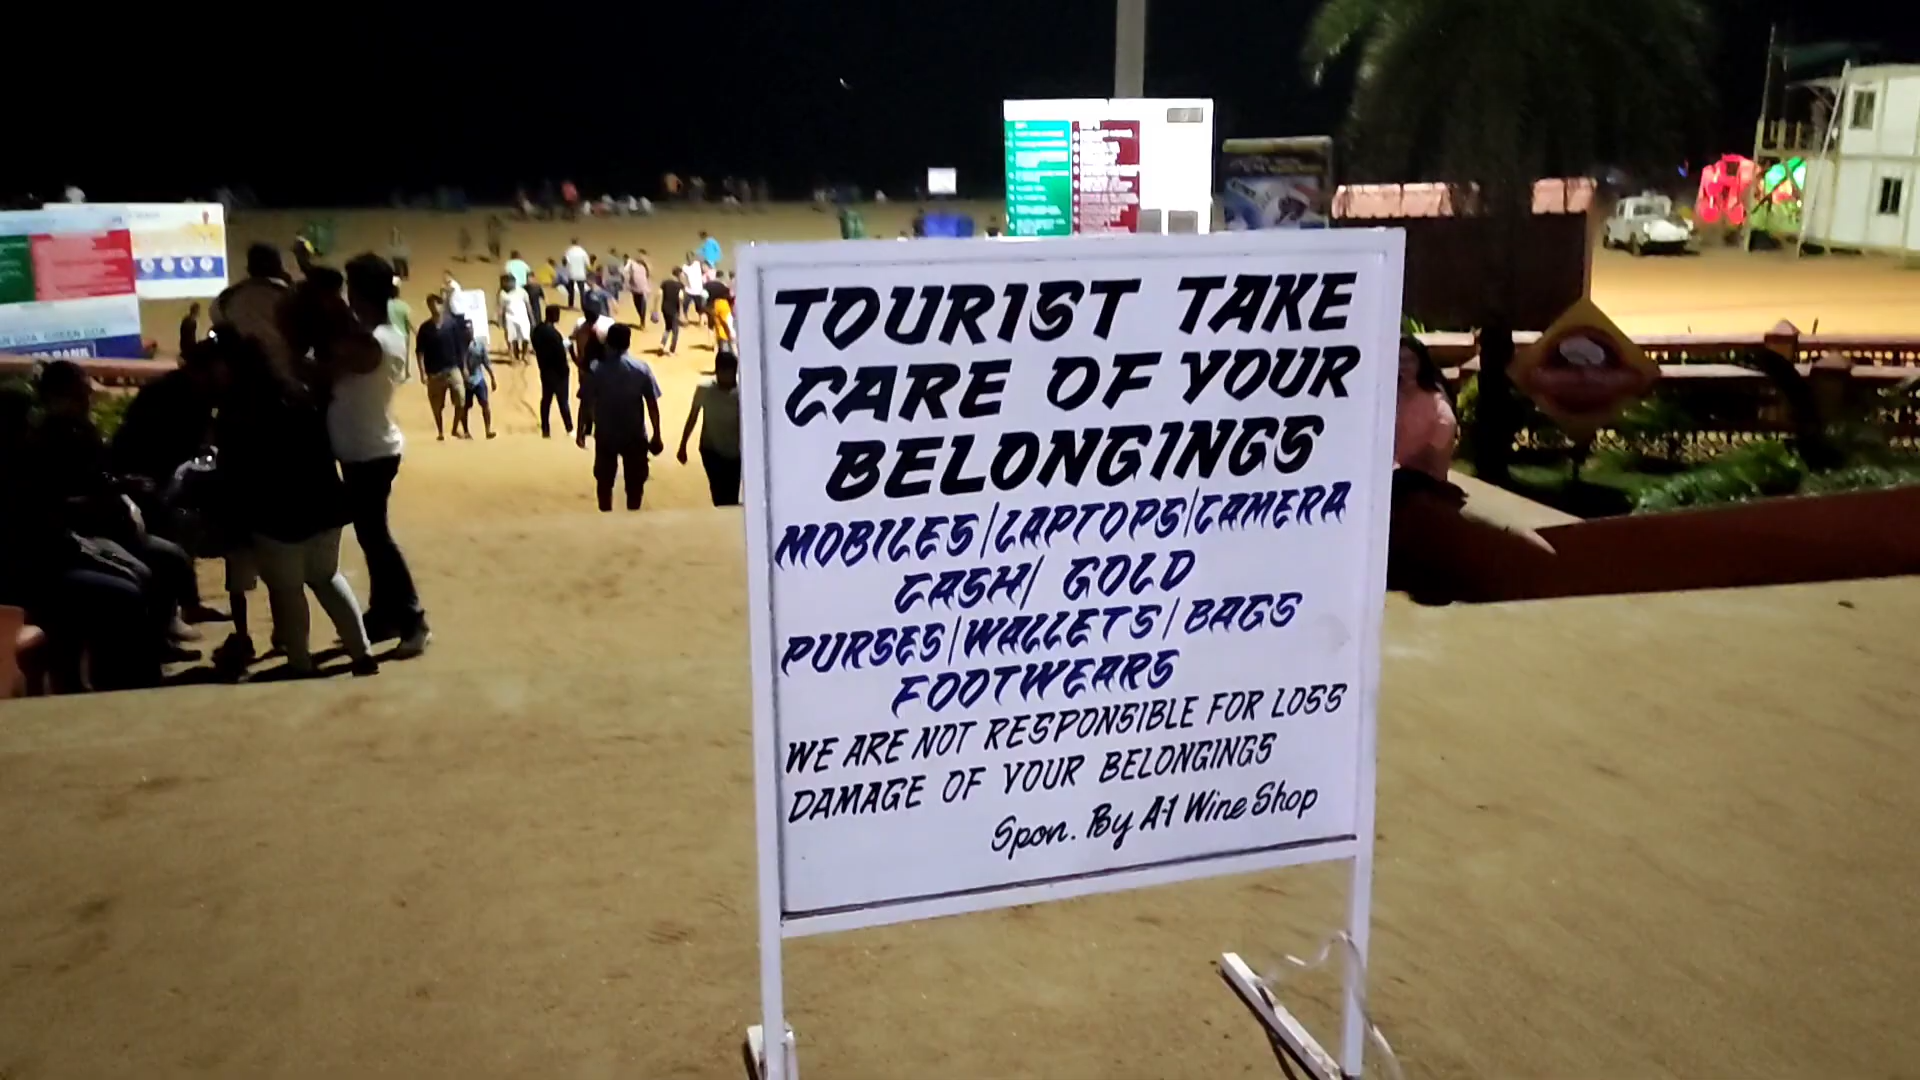 TOURIST TAKE
CARE OF YOUR
BELONGINGS
MOBILES/LAPTOPS/CAMERA
CASH/ GOLD
PURSES/WALLETS/BAGS
FOOTWEARS
WE ARE NOT RESPONSIBLE FOR LOSS
DAMAGE OF YOUR BELONGINGS
Spon. By A-1 Wine Shop